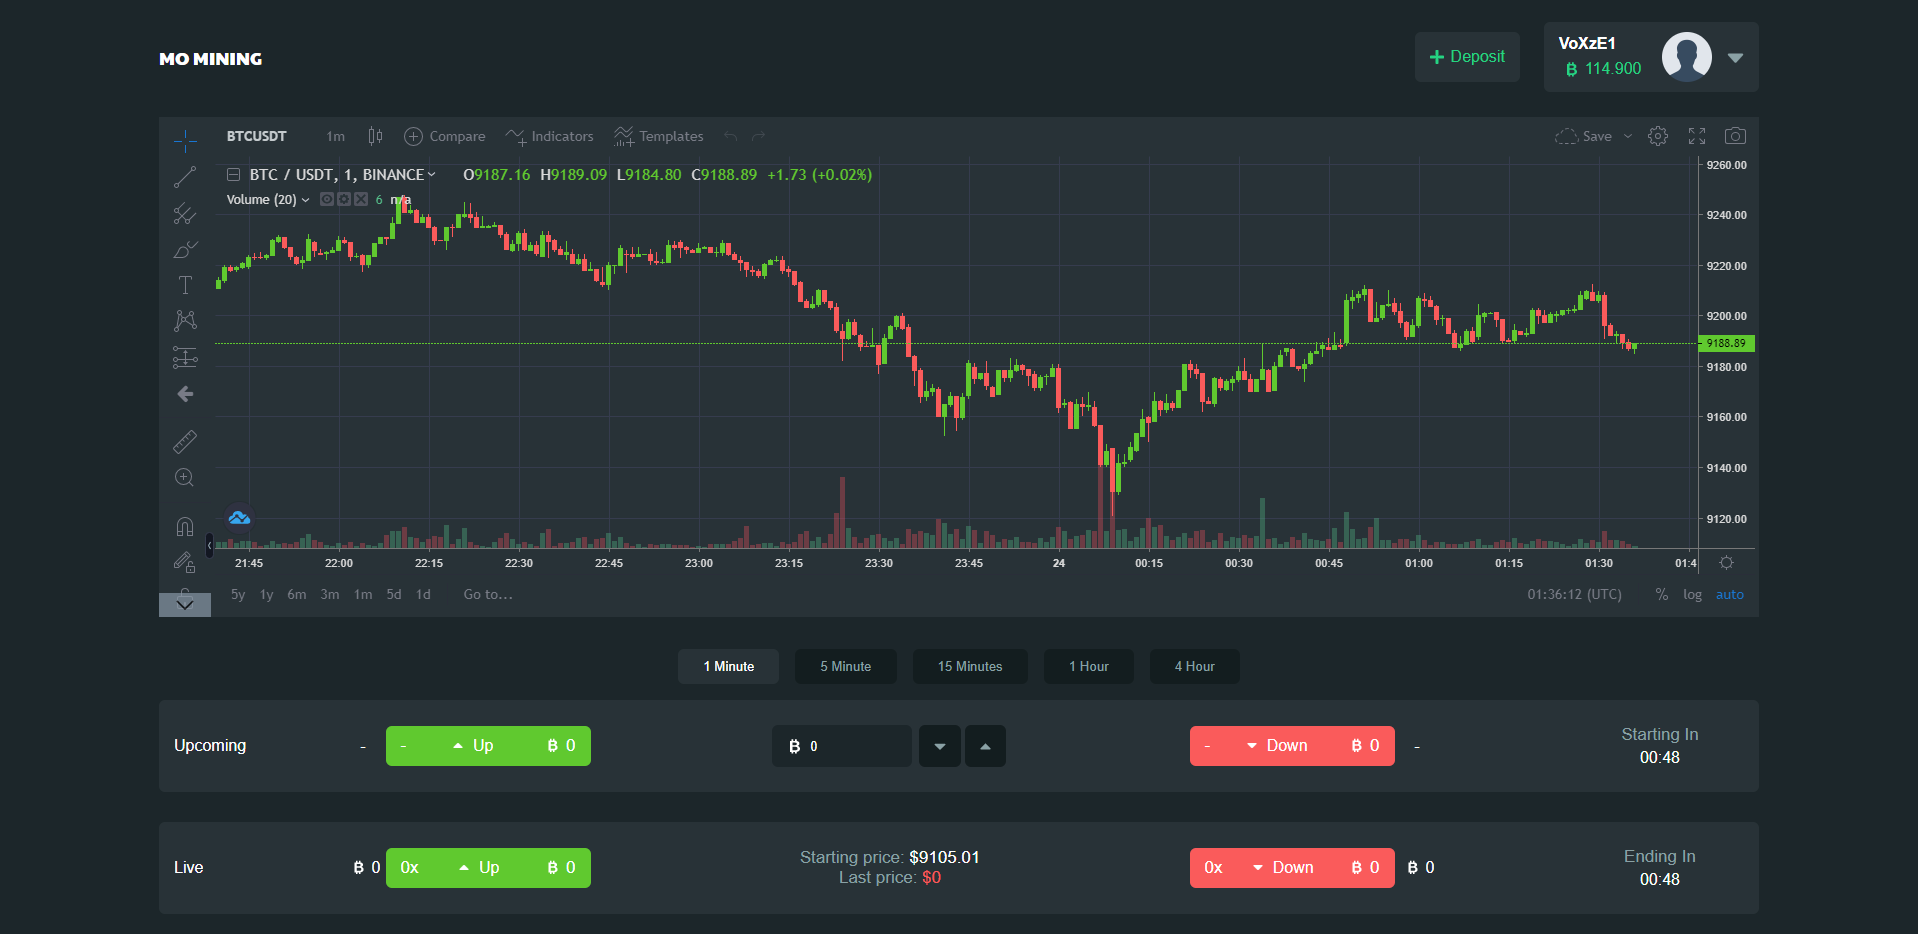 MO MINING
Deposit
VoXzE1
114.900
BTCUSDT 1m Compare Indicators Templates Save
BTC / USDT, 1, BINANCE O9187.16 H9189.09 L9184.80 C9188.89 +1.73 (+0.02%)
Volume (20) 6 n/a
9260.00
9240.00
9220.00
9200.00
9188.89
9180.00
9160.00
9140.00
9120.00
21:45 22:00 22:15 22:30 22:45 23:00 23:15 23:30 23:45 24 00:15 00:30 00:45 01:00 01:15 01:30 01:4
5y 1y 6m 3m 1m 5d 1d Go to... 01:36:12 (UTC) % log auto
1 Minute 5 Minute 15 Minutes 1 Hour 4 Hour
Upcoming - - Up 0 0 - Down 0 - Starting In
00:48
Live 0 0x Up 0 Starting price: $9105.01 0x Down 0 0 Ending In
Last price: $0 00:48